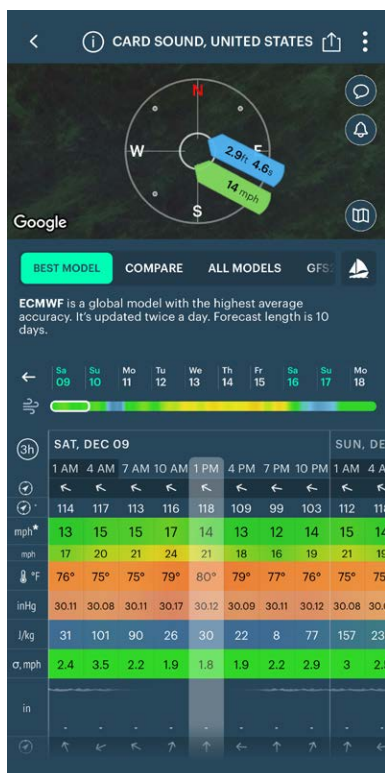 CARD SOUND, UNITED STATES
N
W
E
S
2.9ft 4.6s
14 mph
Google
BEST MODEL COMPARE ALL MODELS GFS
ECMWF is a global model with the highest average
accuracy. It's updated twice a day. Forecast length is 10
days.
Sa Su Mo Tu We Th Fr Sa Su Mo
09 10 11 12 13 14 15 16 17 18
3h SAT, DEC 09 SUN, DE
1 AM 4 AM 7 AM 10 AM 1 PM 4 PM 7 PM 10 PM 1 AM 4 A
114 117 113 116 118 109 99 103 112 118
mph* 13 15 15 17 14 13 12 14 15 14
mph 17 20 21 24 21 18 16 19 21 19
°F 76° 75° 75° 79° 80° 79° 77° 76° 75° 75
inHg 30.11 30.08 30.11 30.17 30.12 30.09 30.11 30.12 30.08 30.0
J/kg 31 101 90 26 30 22 8 77 157 23
σ, mph 2.4 3.5 2.2 1.9 1.8 1.9 2.2 2.9 3 2.5
in - - - - - - - - - -